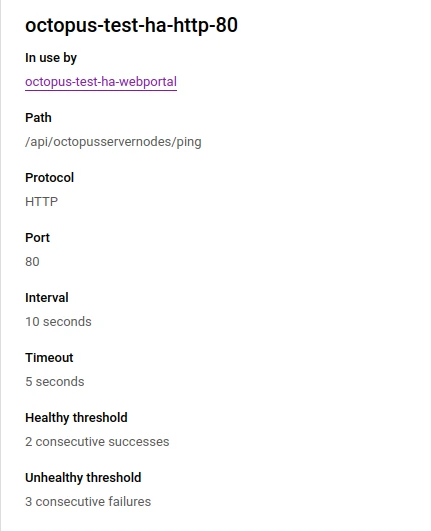 octopus-test-ha-http-80
In use by
octopus-test-ha-webportal
Path
/api/octopusservernodes/ping
Protocol
HTTP
Port
80
Interval
10 seconds
Timeout
5 seconds
Healthy threshold
2 consecutive successes
Unhealthy threshold
3 consecutive failures